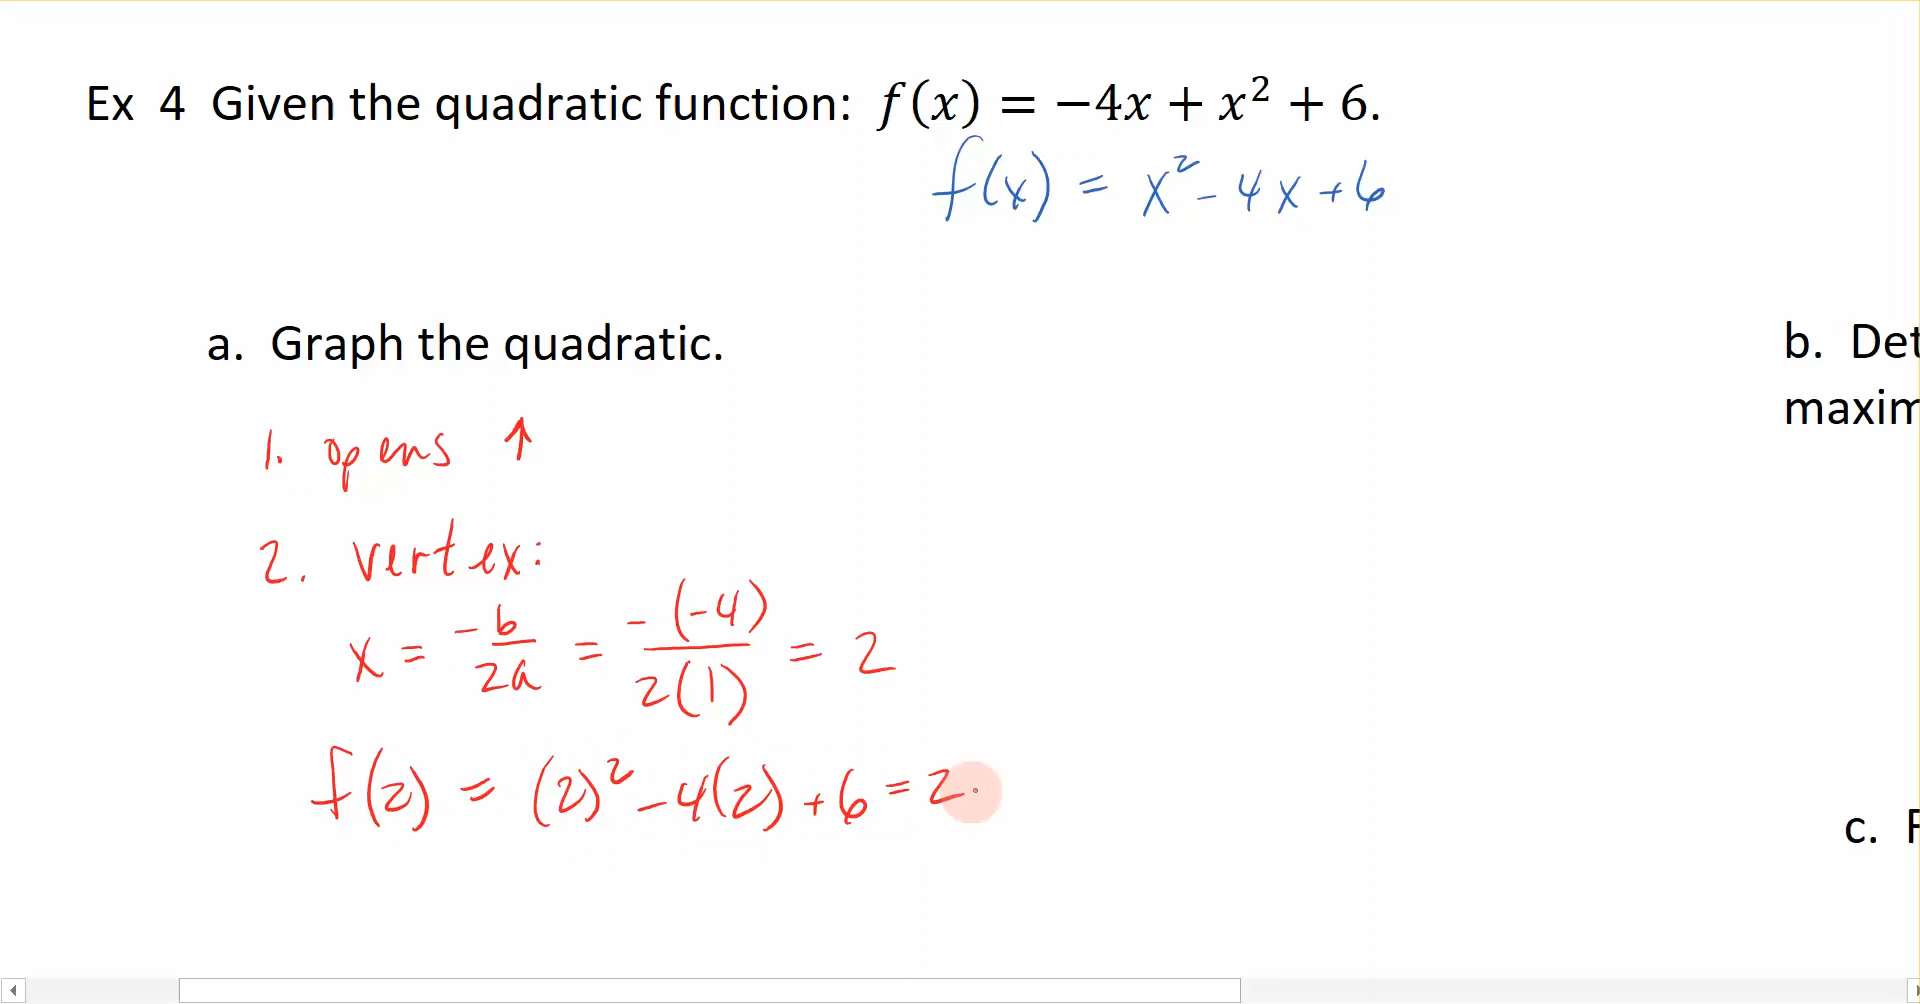 Ex 4 Given the quadratic function: f(x) = −4x + x² + 6.
f(x) = x² - 4x + 6
a. Graph the quadratic.
b. Det
maxim
1. opens ↑
2. vertex:
x = -b/2a = -(-4)/2(1) = 2
f(2) = (2)² - 4(2) + 6 = 2
c.